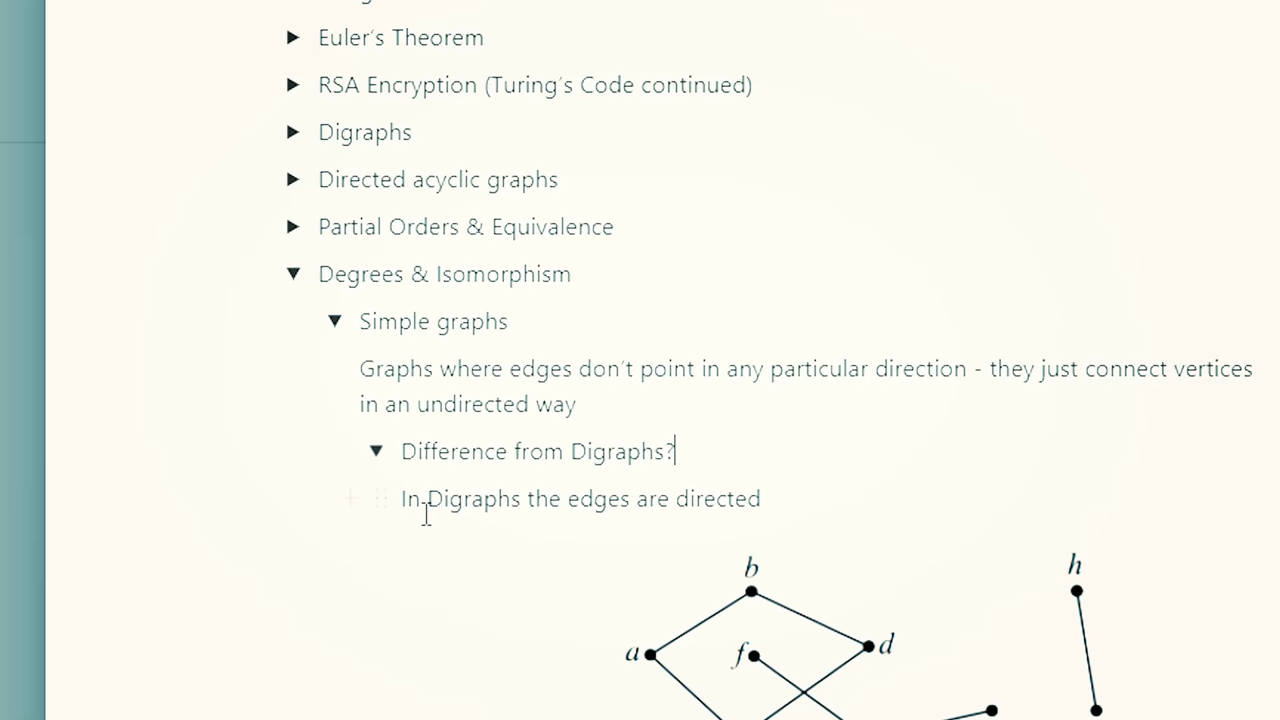 Euler's Theorem
RSA Encryption (Turing's Code continued)
Digraphs
Directed acyclic graphs
Partial Orders & Equivalence
Degrees & Isomorphism
Simple graphs
Graphs where edges don't point in any particular direction - they just connect vertices
in an undirected way
Difference from Digraphs?
In Digraphs the edges are directed
b
h
a
f
d